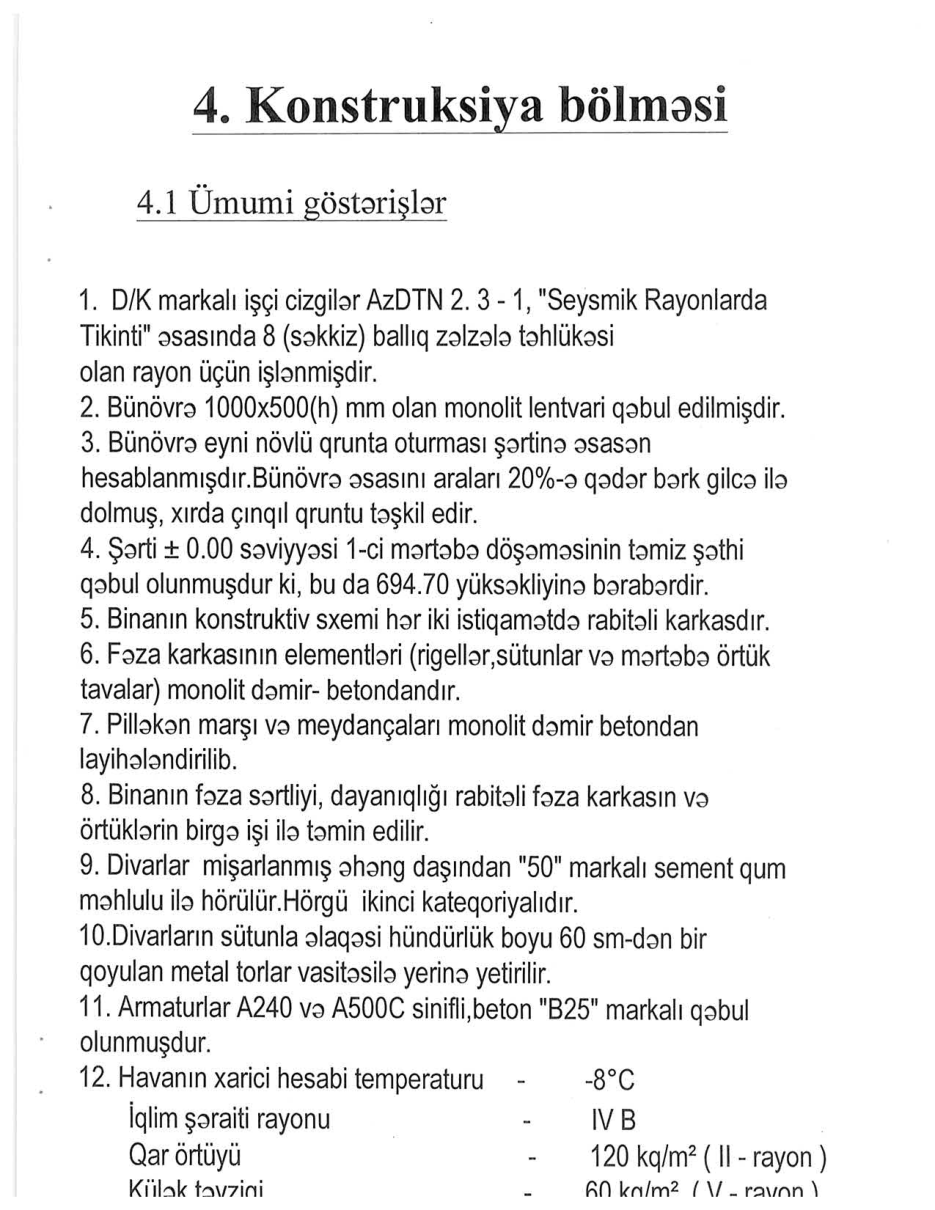 4. Konstruksiya bölməsi
4.1 Ümumi göstərişlər
1. D/K markalı işçi cizgilər AzDTN 2. 3 - 1, "Seysmik Rayonlarda
Tikinti" əsasında 8 (səkkiz) ballıq zəlzələ təhlükəsi
olan rayon üçün işlənmişdir.
2. Bünövrə 1000x500(h) mm olan monolit lentvari qəbul edilmişdir.
3. Bünövrə eyni növlü qrunta oturması şərtinə əsasən
hesablanmışdır.Bünövrə əsasını araları 20%-ə qədər bərk gilcə ilə
dolmuş, xırda çınqıl qruntu təşkil edir.
4. Şərti ± 0.00 səviyyəsi 1-ci mərtəbə döşəməsinin təmiz şəthi
qəbul olunmuşdur ki, bu da 694.70 yüksəkliyinə bərabərdir.
5. Binanın konstruktiv sxemi hər iki istiqamətdə rabitəli karkasdır.
6. Fəza karkasının elementləri (rigellər,sütunlar və mərtəbə örtük
tavalar) monolit dəmir- betondandır.
7. Pilləkən marşı və meydançaları monolit dəmir betondan
layihələndirilib.
8. Binanın fəza sərtliyi, dayanıqlığı rabitəli fəza karkasın və
örtüklərin birgə işi ilə təmin edilir.
9. Divarlar mişarlanmış əhəng daşından "50" markalı sement qum
məhlulu ilə hörülür.Hörgü ikinci kateqoriyalıdır.
10.Divarların sütunla əlaqəsi hündürlük boyu 60 sm-dən bir
qoyulan metal torlar vasitəsilə yerinə yetirilir.
11. Armaturlar A240 və A500C sinifli,beton "B25" markalı qəbul
olunmuşdur.
12. Havanın xarici hesabi temperaturu - -8°C
İqlim şəraiti rayonu - IV B
Qar örtüyü - 120 kq/m² ( II - rayon )
Külək təvziqi - 60 kq/m² ( V - rayon )